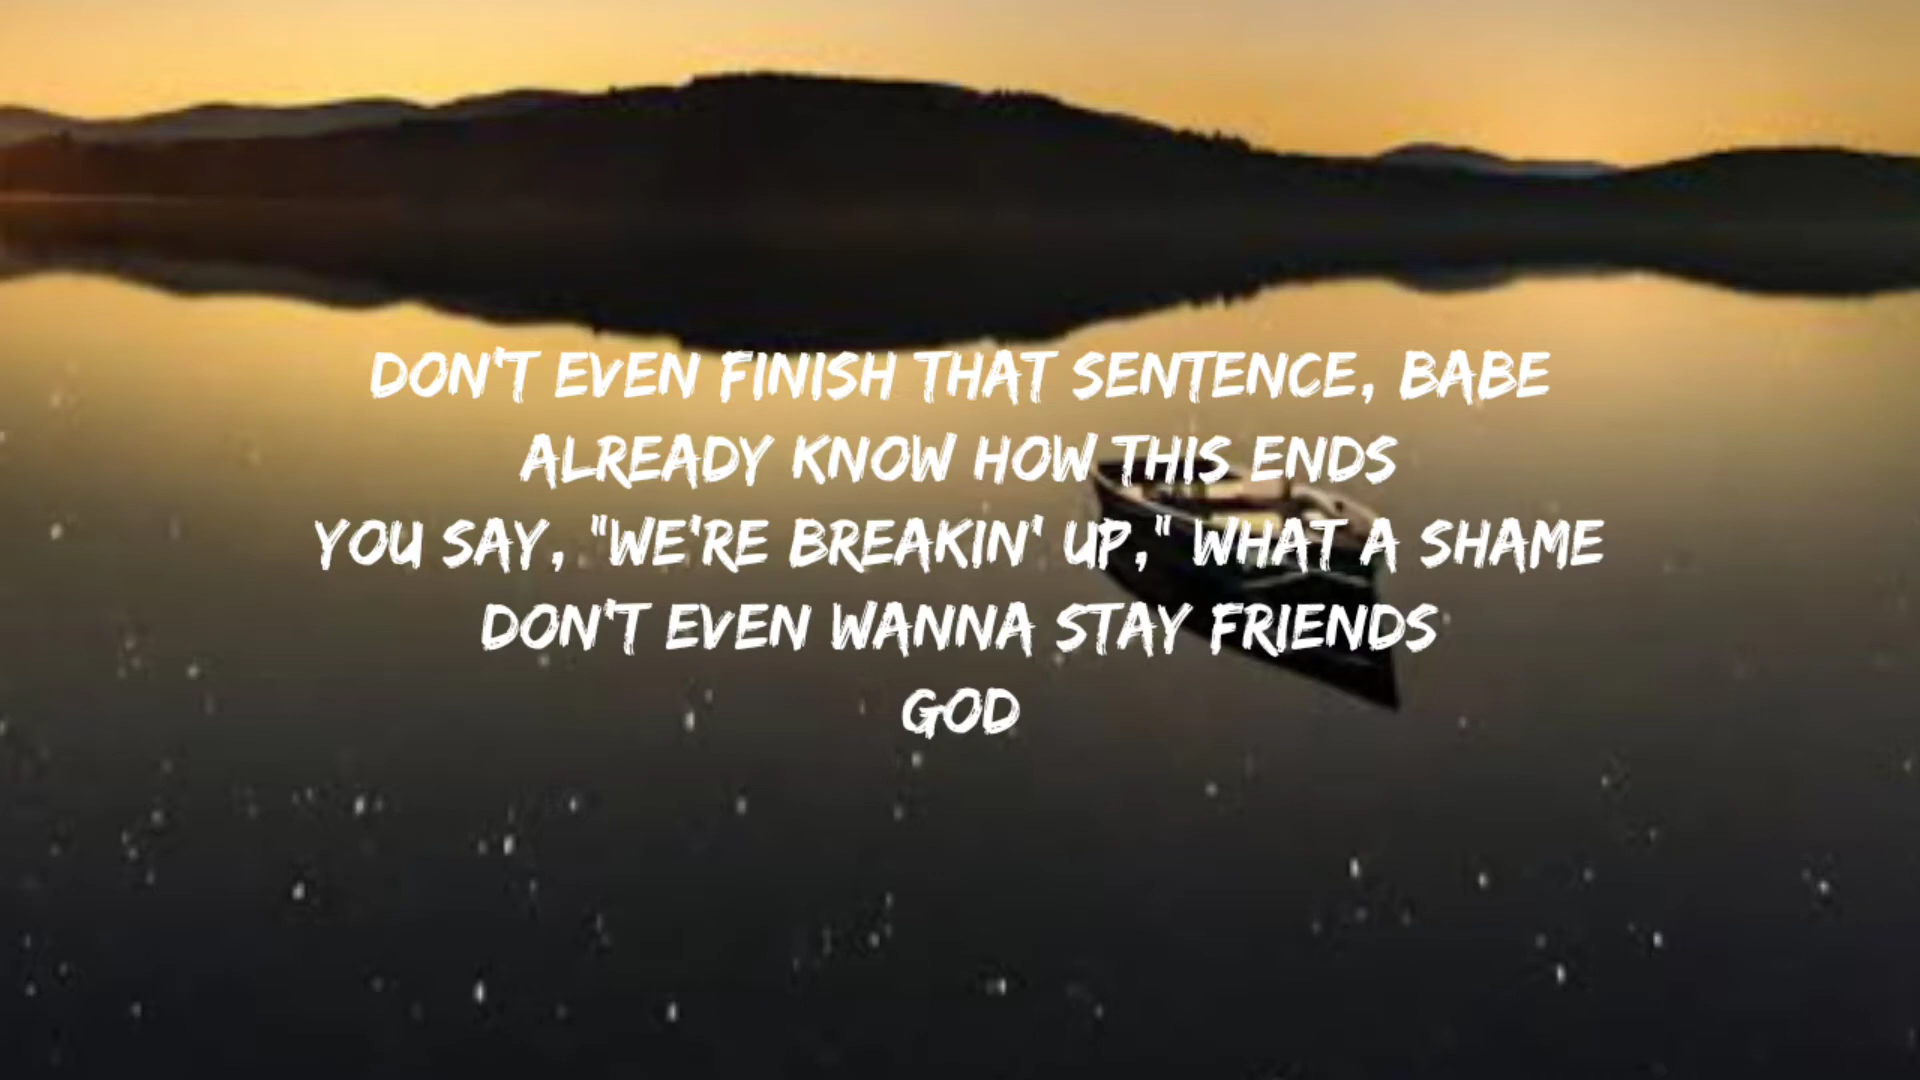 DON'T EVEN FINISH THAT SENTENCE, BABE
ALREADY KNOW HOW THIS ENDS
YOU SAY, "WE'RE BREAKIN' UP," WHAT A SHAME
DON'T EVEN WANNA STAY FRIENDS
GOD